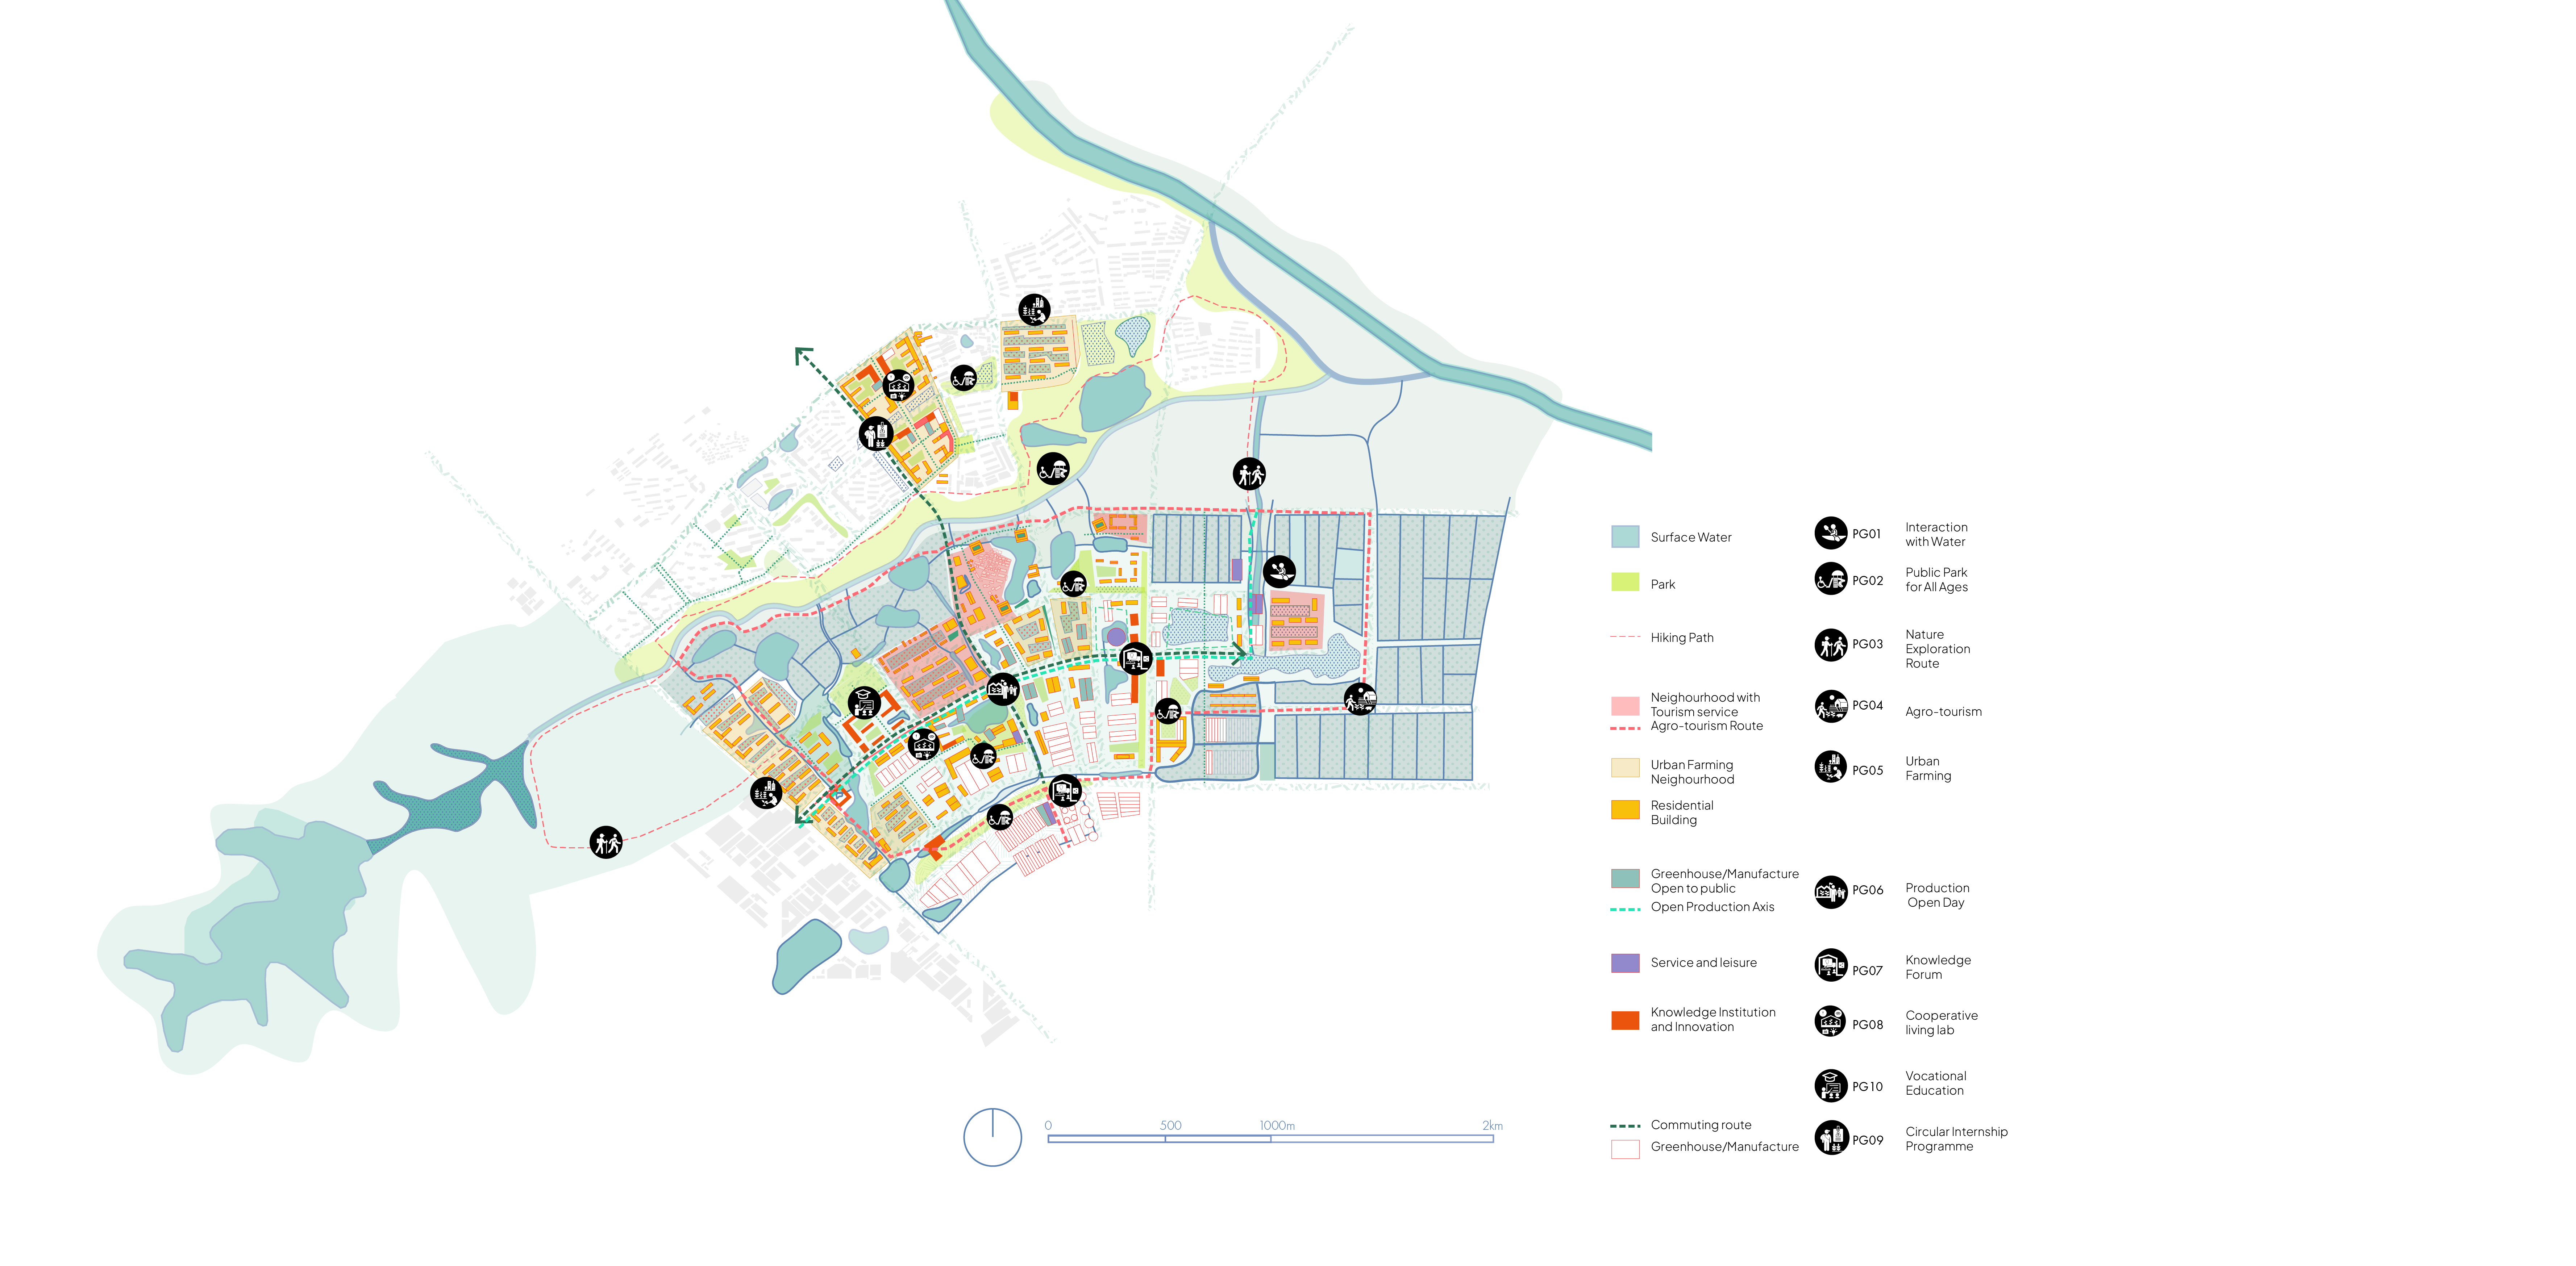 Surface Water
Park
Hiking Path
Neighourhood with
Tourism service
Agro-tourism Route
Urban Farming
Neighourhood
Residential
Building
Greenhouse/Manufacture
Open to public
Open Production Axis
Service and leisure
Knowledge Institution
and Innovation
Commuting route
Greenhouse/Manufacture
PG01
Interaction
with Water
PG02
Public Park
for All Ages
PG03
Nature
Exploration
Route
PG04
Agro-tourism
PG05
Urban
Farming
PG06
Production
Open Day
PG07
Knowledge
Forum
PG08
Cooperative
living lab
PG10
Vocational
Education
PG09
Circular Internship
Programme
0 500 1000m 2km